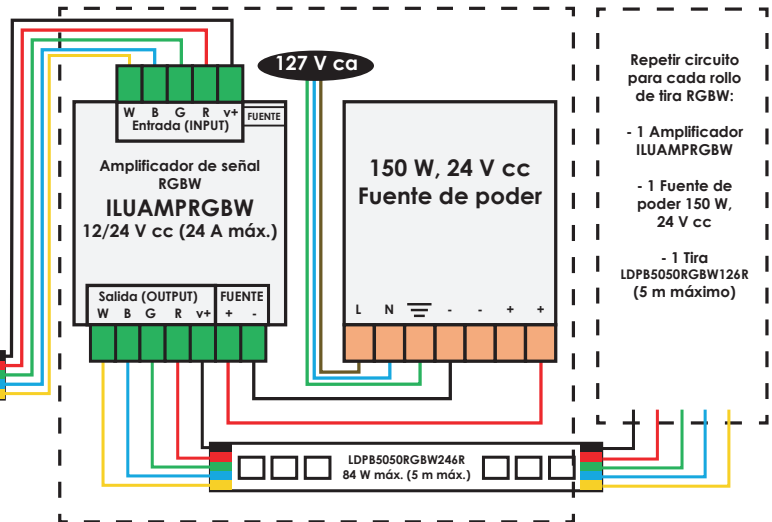 127 V ca
W B G R v+
Entrada (INPUT)
FUENTE
Amplificador de señal
RGBW
ILUAMPRGBW
12/24 V cc (24 A máx.)
Salida (OUTPUT) FUENTE
W B G R v+ + -
150 W, 24 V cc
Fuente de poder
L N - - + +
LDPB5050RGBW246R
84 W máx. (5 m máx.)
Repetir circuito
para cada rollo
de tira RGBW:
- 1 Amplificador
ILUAMPRGBW
- 1 Fuente de
poder 150 W,
24 V cc
- 1 Tira
LDPB5050RGBW126R
(5 m máximo)